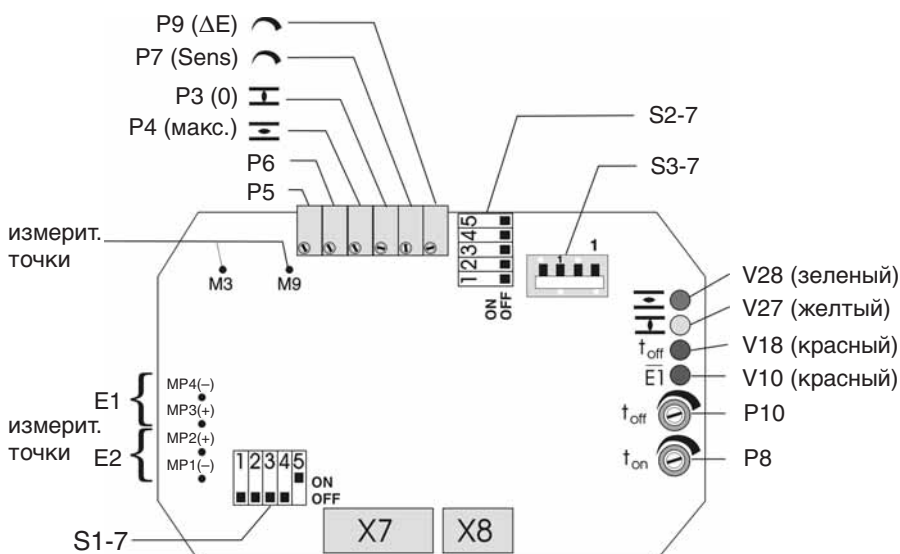 P9 (ΔE)
P7 (Sens)
P3 (0)
P4 (макс.)
P6
P5
S2-7
S3-7
измерит.
точки
M3
M9
1 2 3 4 5
ON
OFF
1
1
V28 (зеленый)
V27 (желтый)
t off
V18 (красный)
E1
V10 (красный)
t off
P10
t on
P8
E1
MP4(–)
MP3(+)
измерит.
точки
E2
MP2(+)
MP1(–)
1 2 3 4 5
ON
OFF
S1-7
X7
X8